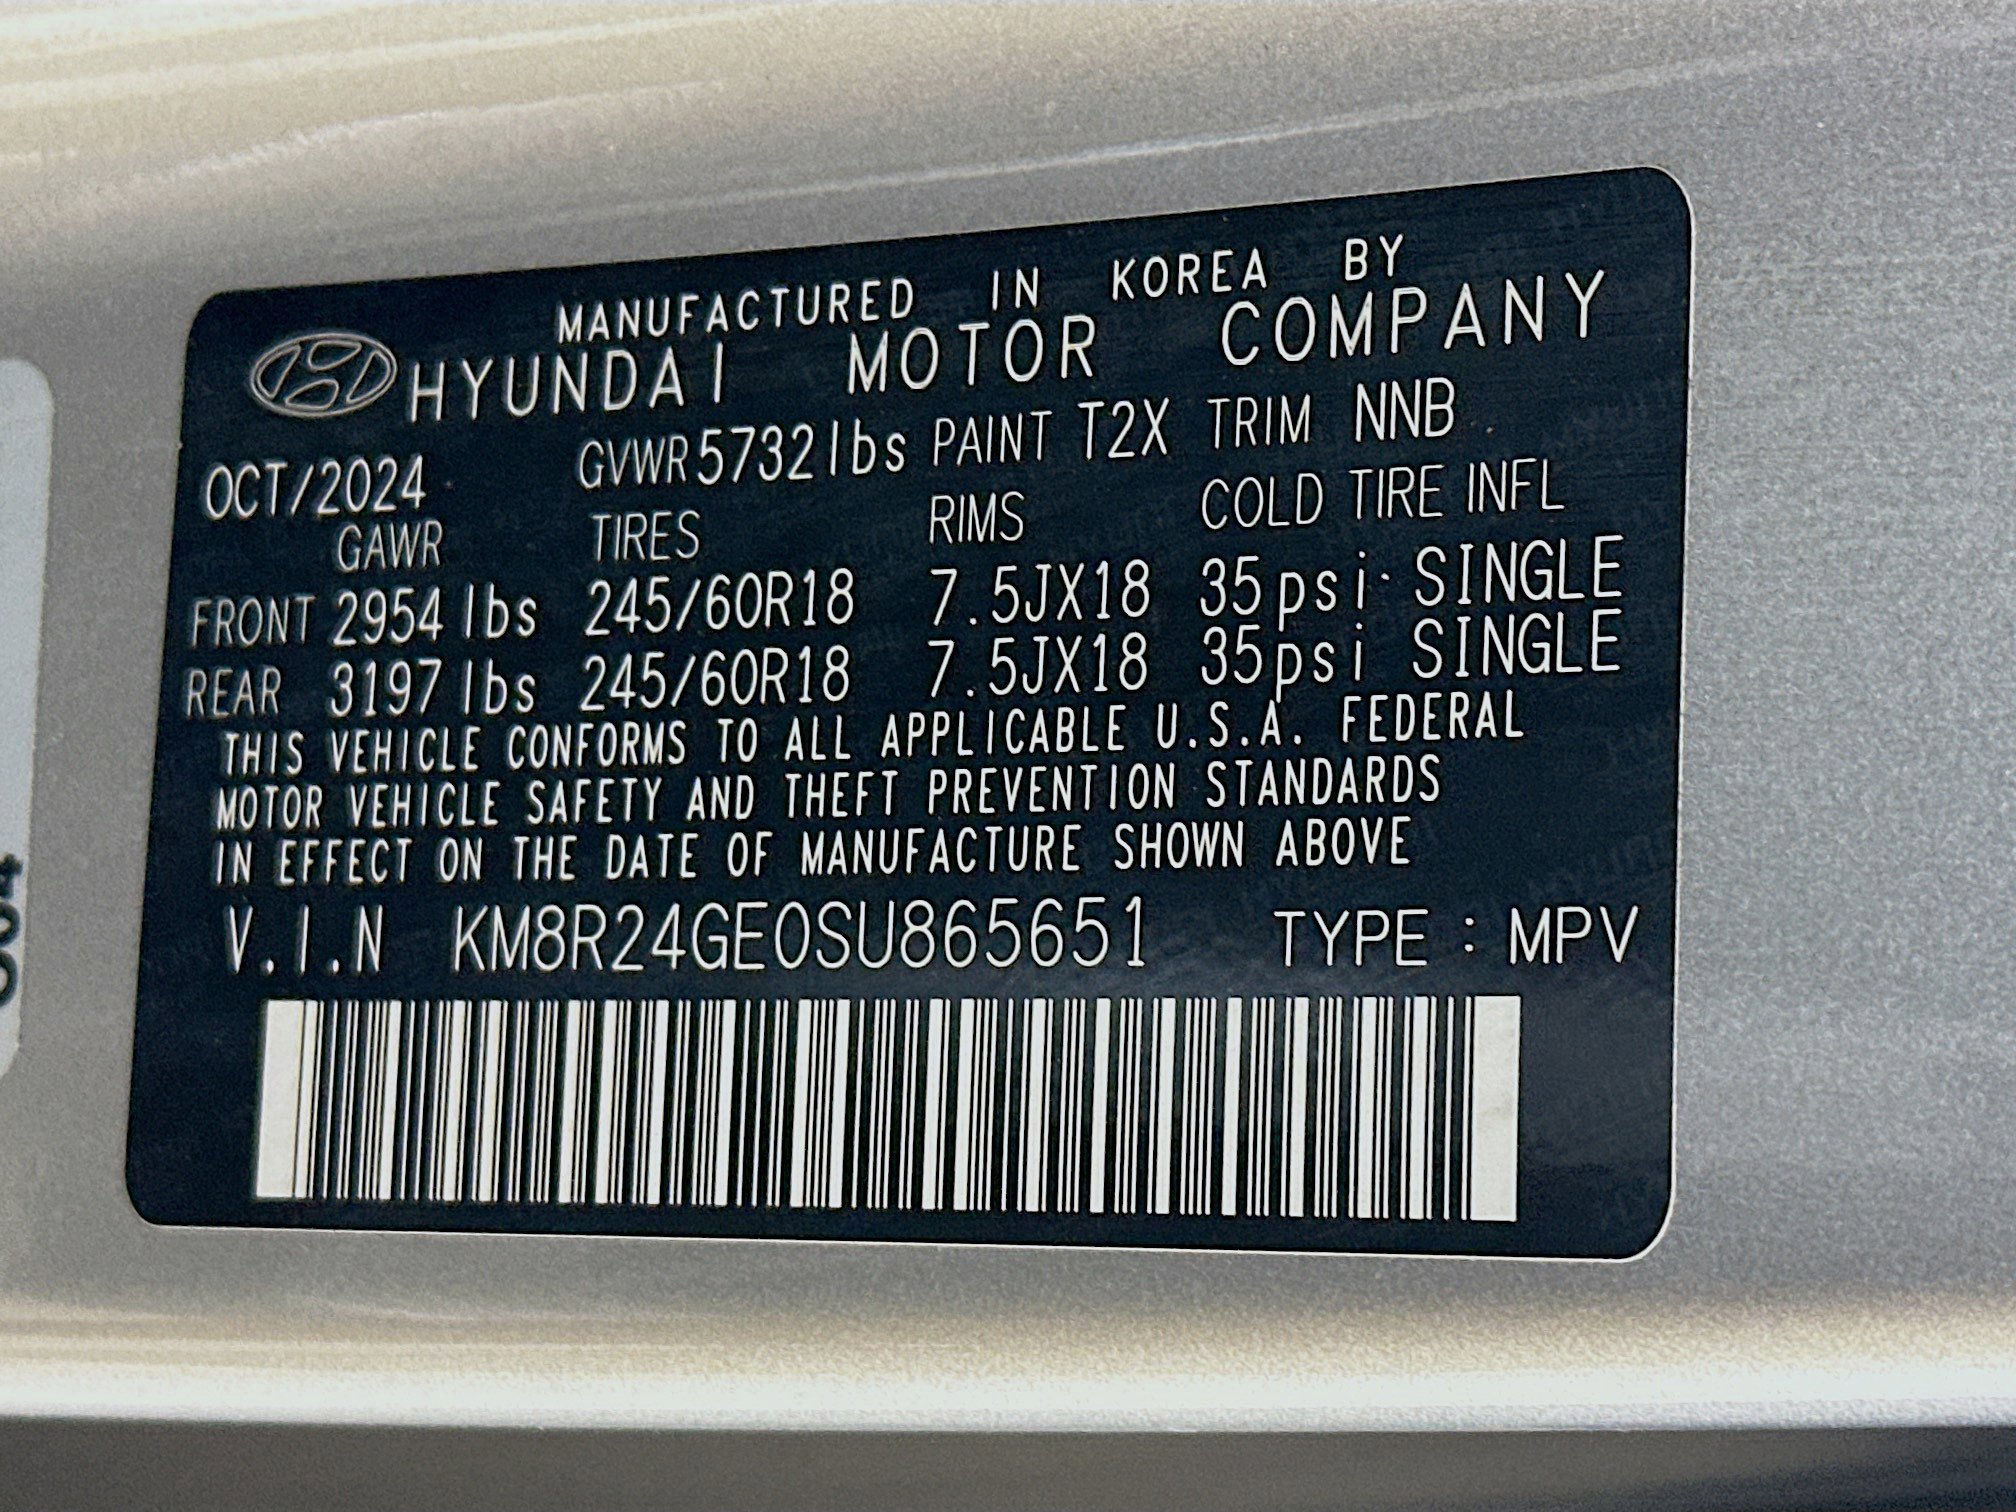 MANUFACTURED IN KOREA BY
HYUNDAI MOTOR COMPANY
OCT/2024 GVWR 5732lbs PAINT T2X TRIM NNB
GAWR TIRES RIMS COLD TIRE INFL
FRONT 2954 lbs 245/60R18 7.5JX18 35psi SINGLE
REAR 3197 lbs 245/60R18 7.5JX18 35psi SINGLE
THIS VEHICLE CONFORMS TO ALL APPLICABLE U.S.A. FEDERAL
MOTOR VEHICLE SAFETY AND THEFT PREVENTION STANDARDS
IN EFFECT ON THE DATE OF MANUFACTURE SHOWN ABOVE
V.I.N KM8R24GE0SU865651 TYPE : MPV